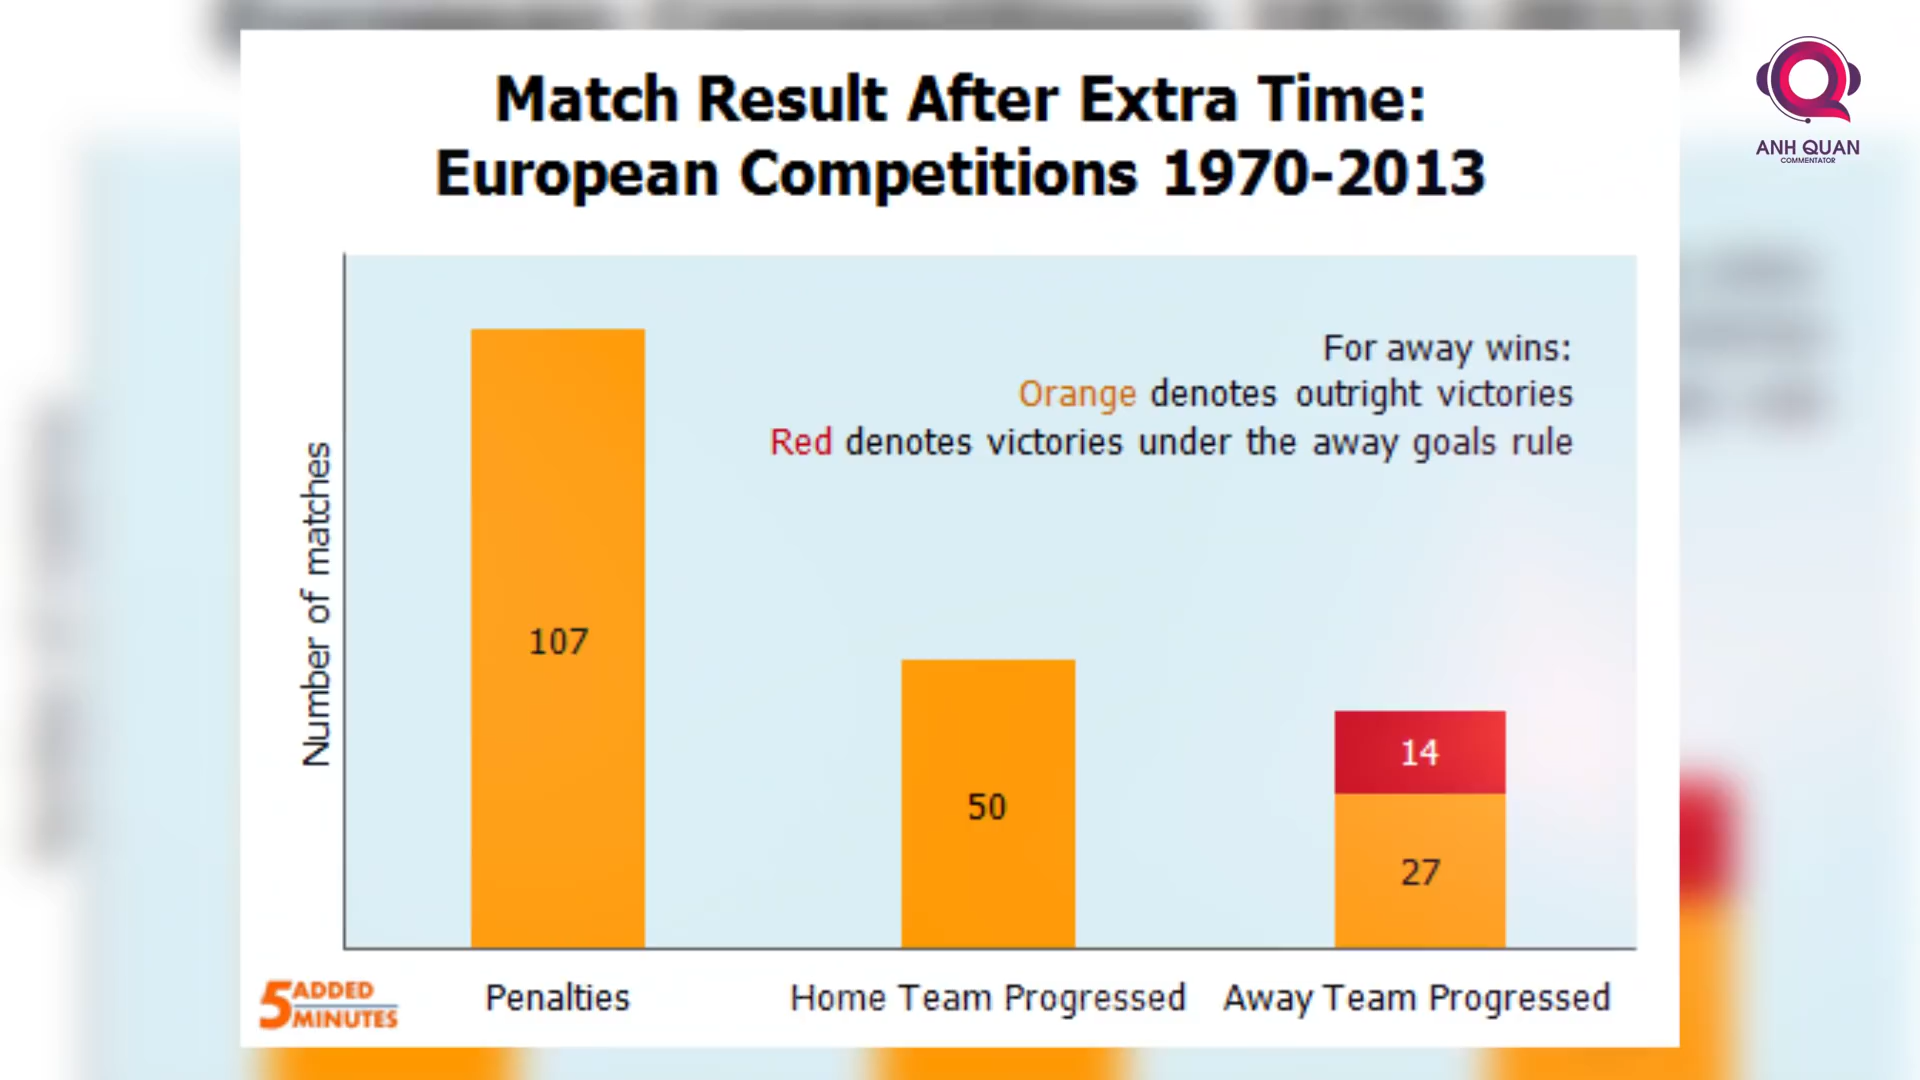 Match Result After Extra Time:
European Competitions 1970-2013
ANH QUAN
COMMENTATOR
For away wins:
Orange denotes outright victories
Red denotes victories under the away goals rule
Number of matches
107
50
14
27
Penalties
Home Team Progressed
Away Team Progressed
5 ADDED
MINUTES